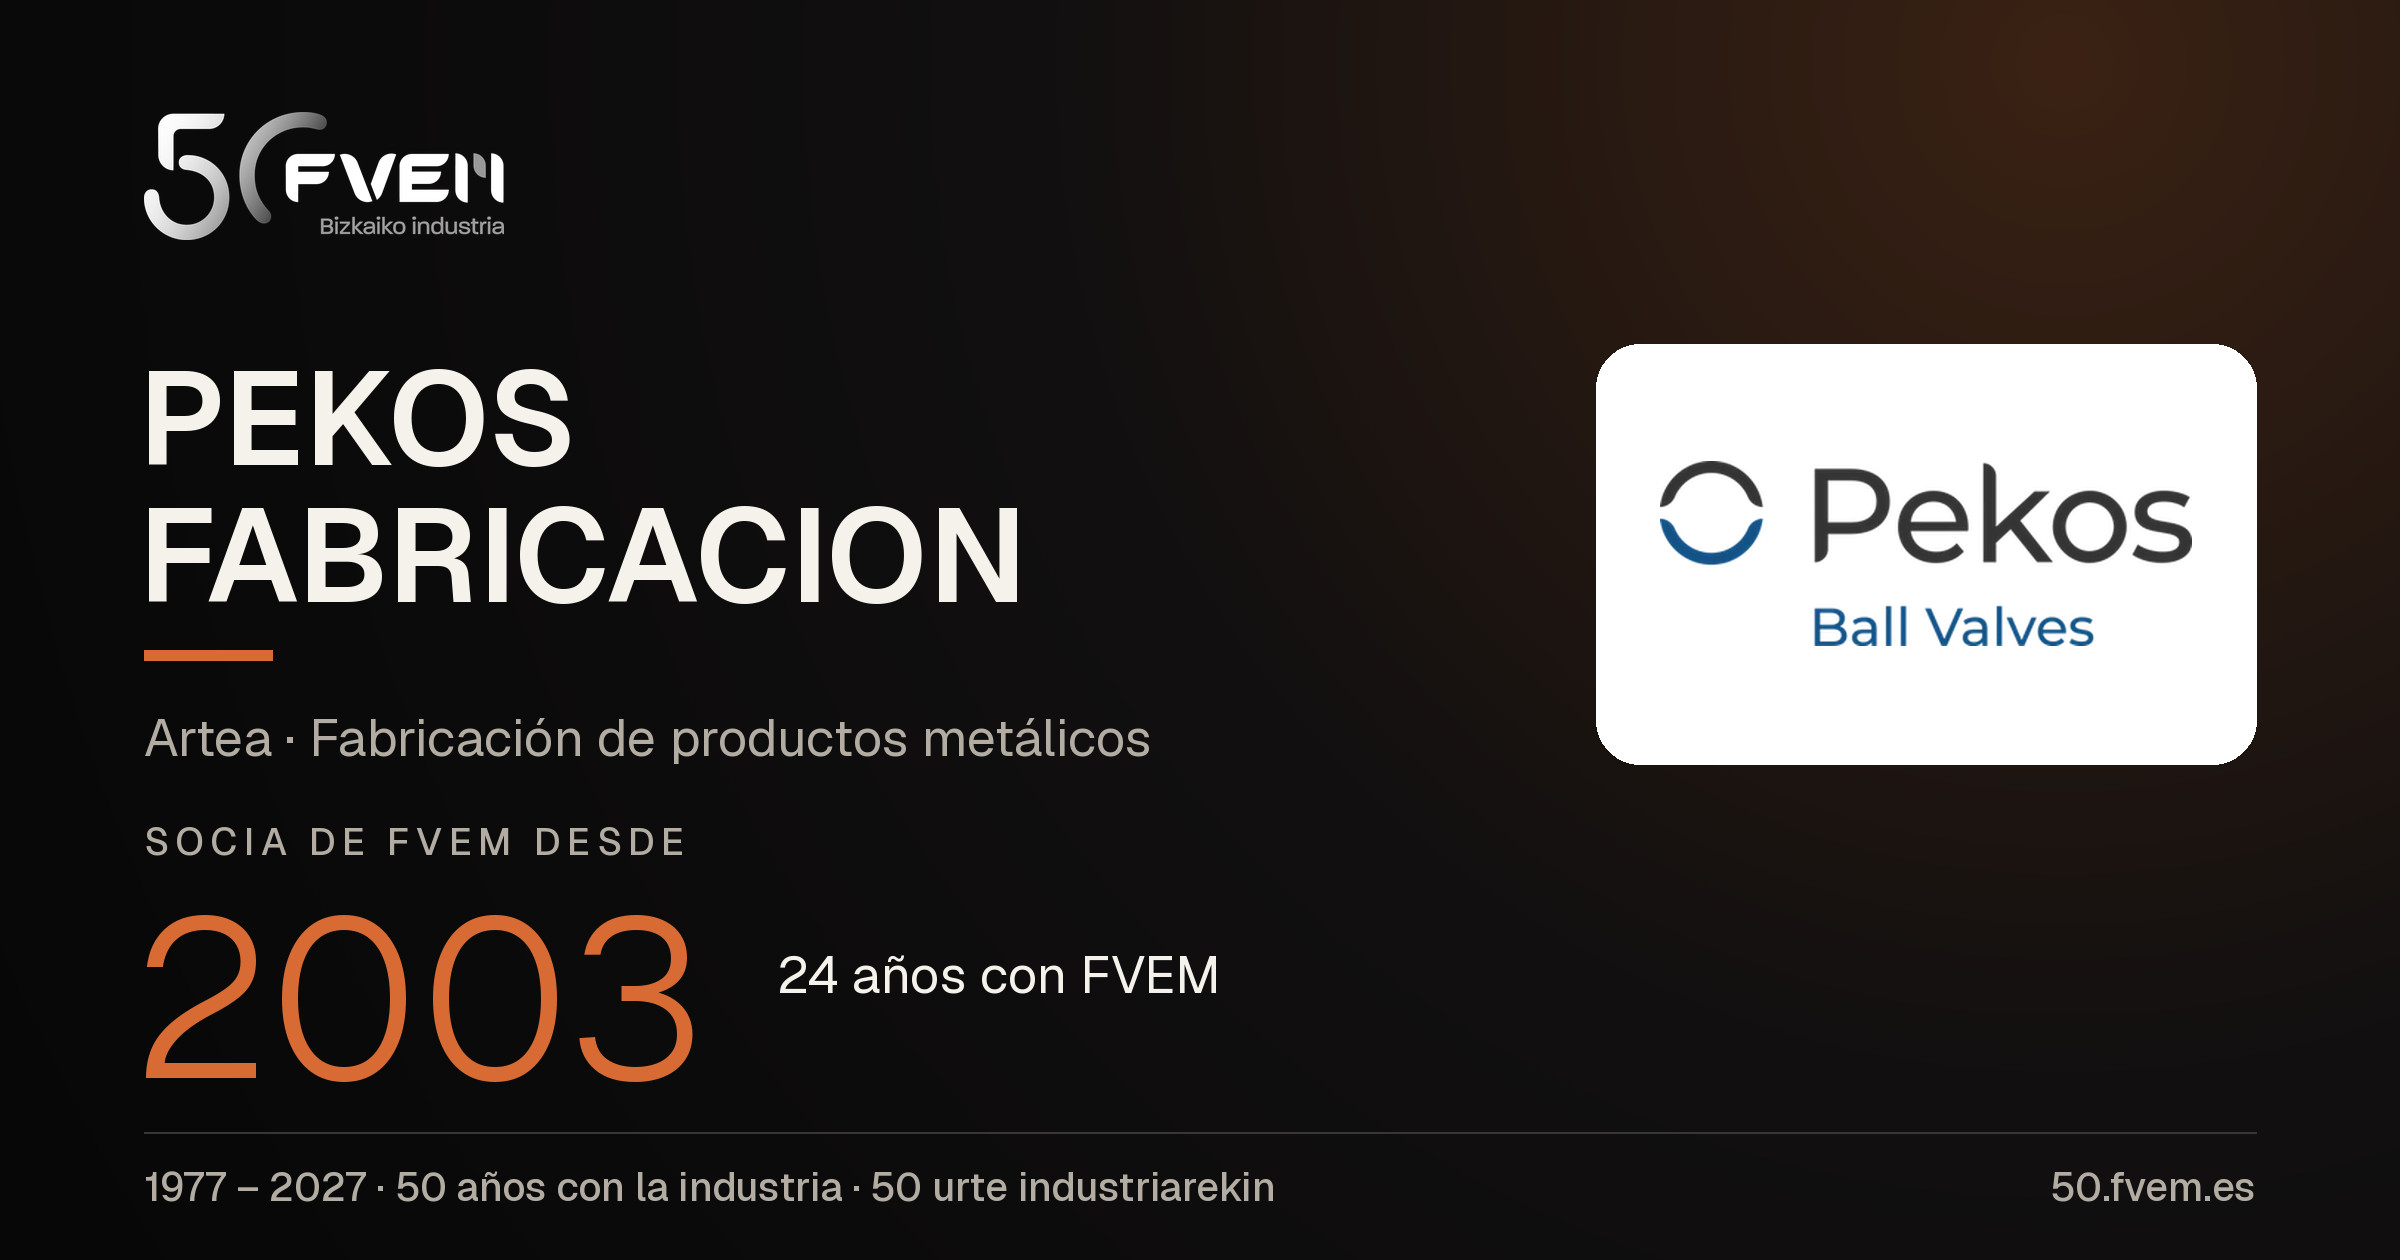 50 FVEM
Bizkaiko industria
PEKOS
FABRICACION
Pekos
Ball Valves
Artea · Fabricación de productos metálicos
SOCIA DE FVEM DESDE
2003
24 años con FVEM
1977 – 2027 · 50 años con la industria · 50 urte industriarekin
50.fvem.es